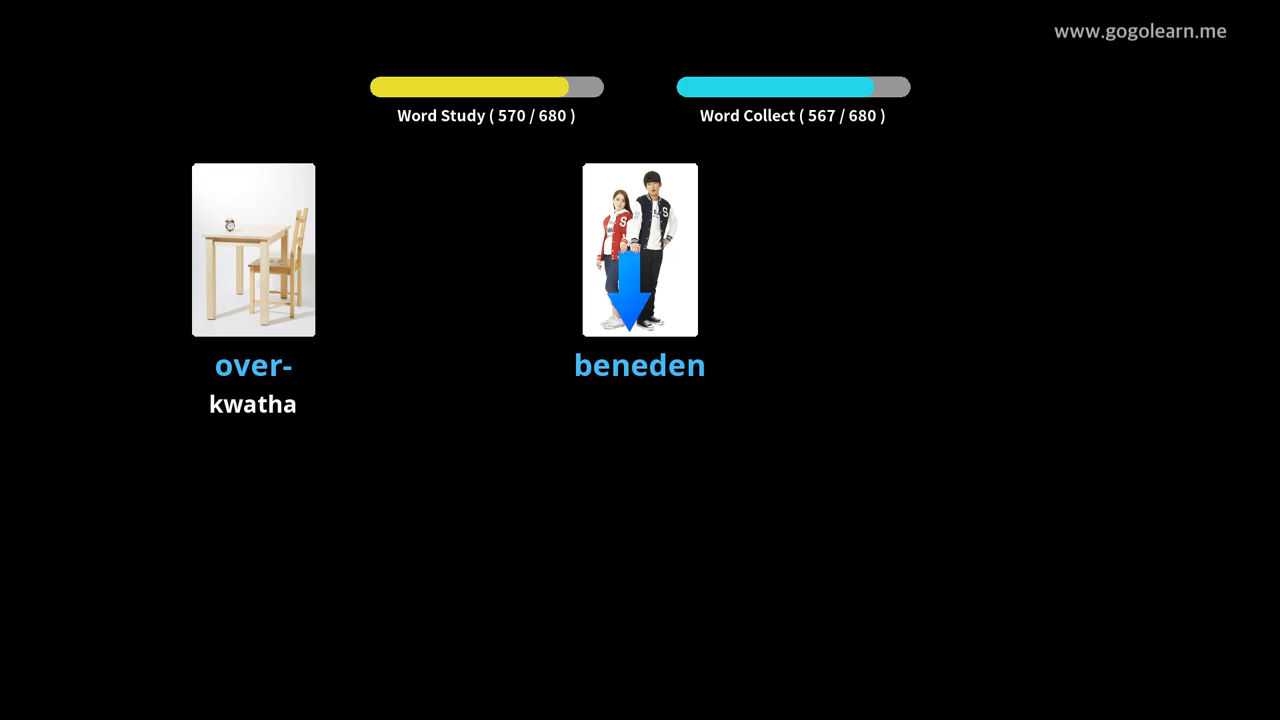 www.gogolearn.me
Word Study ( 570 / 680 )
Word Collect ( 567 / 680 )
over-
kwatha
beneden
S
S